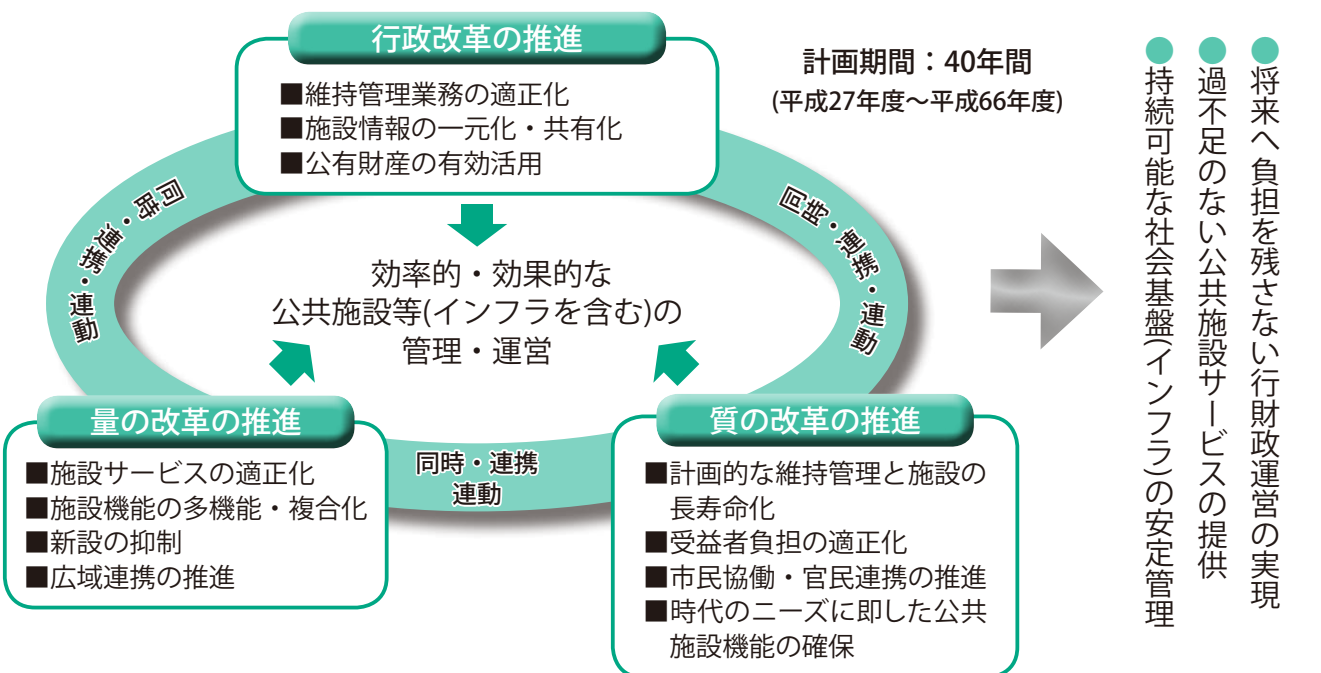 行政改革の推進
■維持管理業務の適正化
■施設情報の一元化・共有化
■公有財産の有効活用
計画期間：40年間
(平成27年度～平成66年度)
同時・連携・連動
同時・連携・連動
効率的・効果的な
公共施設等(インフラを含む)の
管理・運営
量の改革の推進
■施設サービスの適正化
■施設機能の多機能・複合化
■新設の抑制
■広域連携の推進
同時・連携
連動
質の改革の推進
■計画的な維持管理と施設の
長寿命化
■受益者負担の適正化
■市民協働・官民連携の推進
■時代のニーズに即した公共
施設機能の確保
●将来へ負担を残さない行財政運営の実現
●過不足のない公共施設サービスの提供
●持続可能な社会基盤(インフラ)の安定管理